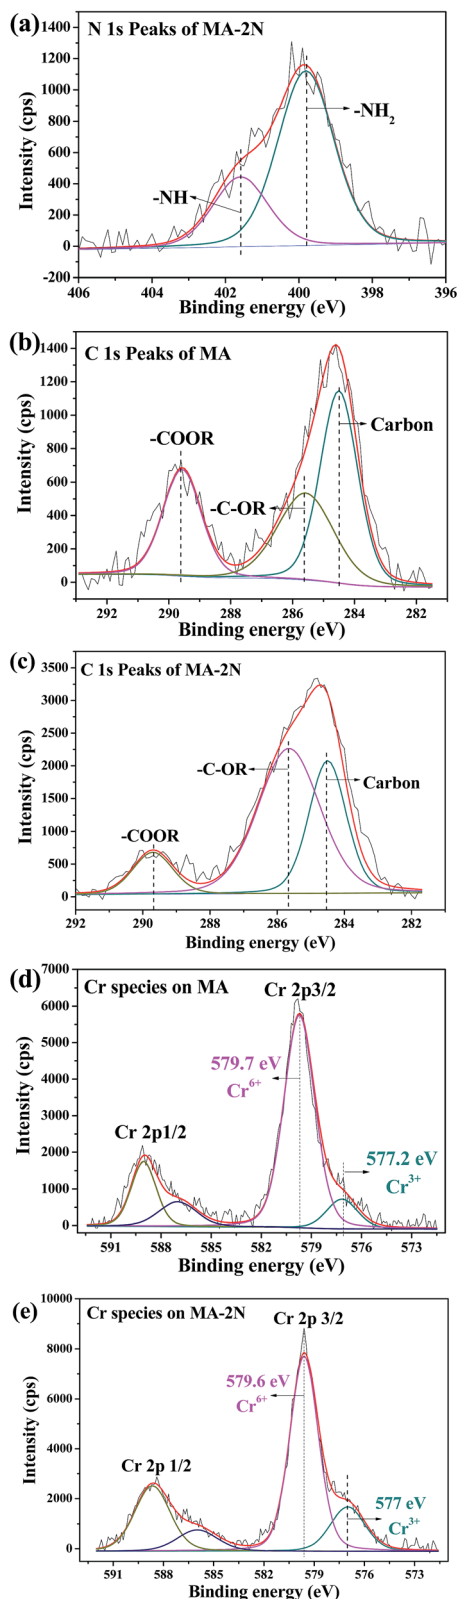 (a)
N 1s Peaks of MA-2N
1400
1200
1000
800
600
400
200
0
-200
Intensity (cps)
-NH
-NH2
406 404 402 400 398 396
Binding energy (eV)
(b)
C 1s Peaks of MA
1400
1200
1000
800
600
400
200
0
Intensity (cps)
-COOR
-C-OR
Carbon
292 290 288 286 284 282
Binding energy (eV)
(c)
C 1s Peaks of MA-2N
3500
3000
2500
2000
1500
1000
500
0
Intensity (cps)
-COOR
-C-OR
Carbon
292 290 288 286 284 282
Binding energy (eV)
(d)
Cr species on MA
7000
6000
5000
4000
3000
2000
1000
0
Intensity (cps)
Cr 2p3/2
579.7 eV
Cr6+
Cr 2p1/2
577.2 eV
Cr3+
591 588 585 582 579 576 573
Binding energy (eV)
(e)
Cr species on MA-2N
10000
8000
6000
4000
2000
0
Intensity (cps)
Cr 2p 3/2
579.6 eV
Cr6+
Cr 2p 1/2
577 eV
Cr3+
591 588 585 582 579 576 573
Binding energy (eV)